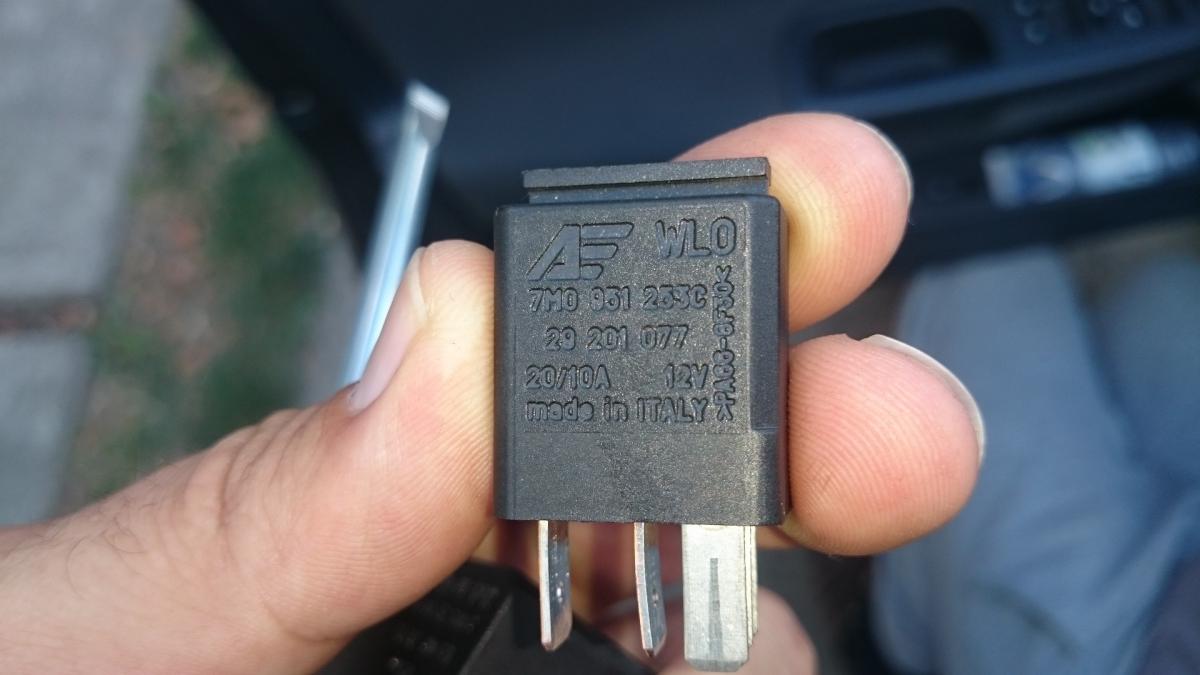 AE WLO
7M0 951 253C
29 201 077
20/10A 12V
made in ITALY
>PA66-GF30<